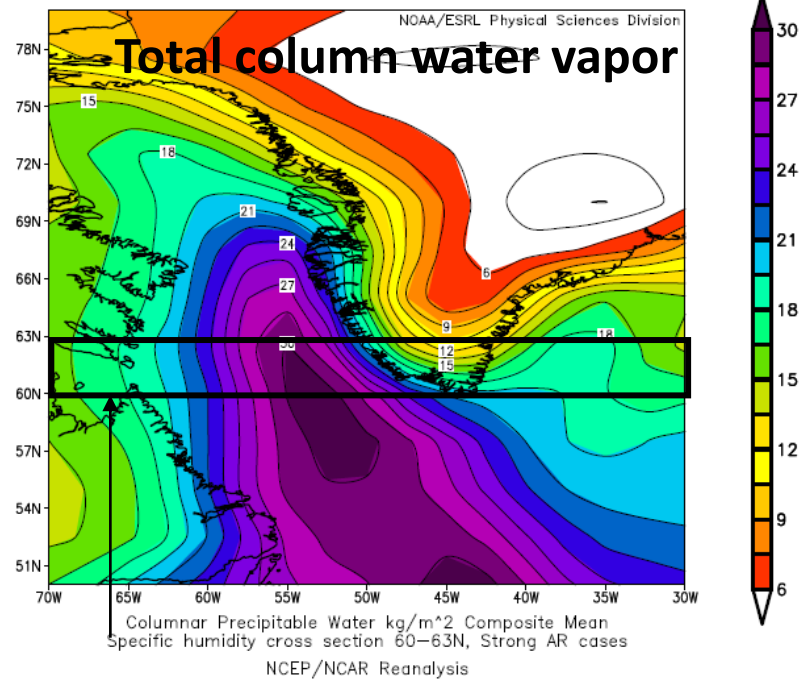 NOAA/ESRL Physical Sciences Division
Total column water vapor
78N
75N
72N
69N
66N
63N
60N
57N
54N
51N
15
18
21
24
27
30
6
9
12
15
18
70W 65W 60W 55W 50W 45W 40W 35W 30W
30
27
24
21
18
15
12
9
6
Columnar Precipitable Water kg/m^2 Composite Mean
Specific humidity cross section 60-63N, Strong AR cases
NCEP/NCAR Reanalysis